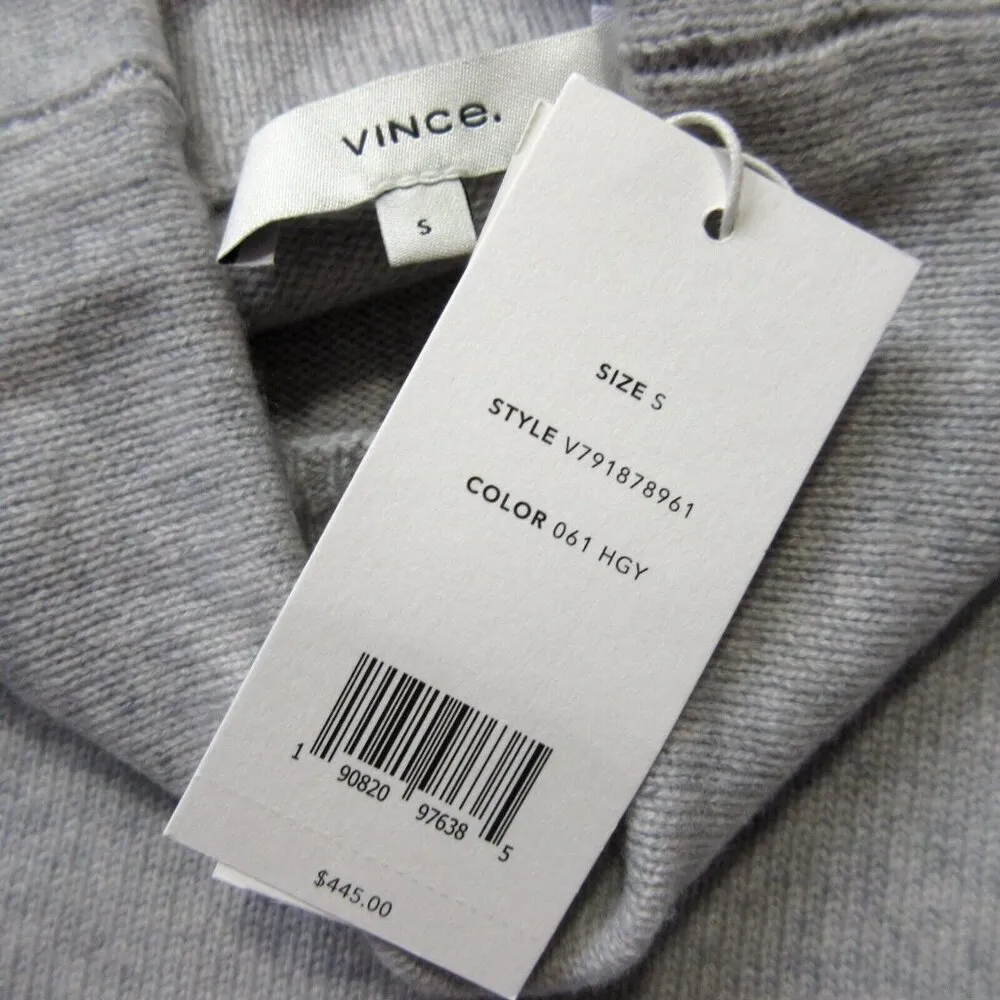 VINCe.
S
SIZE S
STYLE V791878961
COLOR 061 HGY
1 90820 97638 5
$445.00